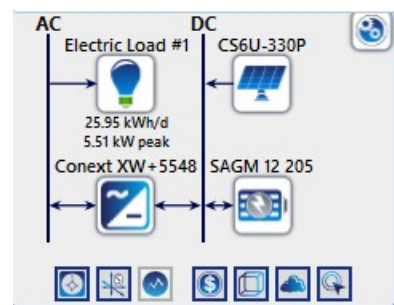 AC DC
Electric Load #1 CS6U-330P
25.95 kWh/d
5.51 kW peak
Conext XW+5548 SAGM 12 205